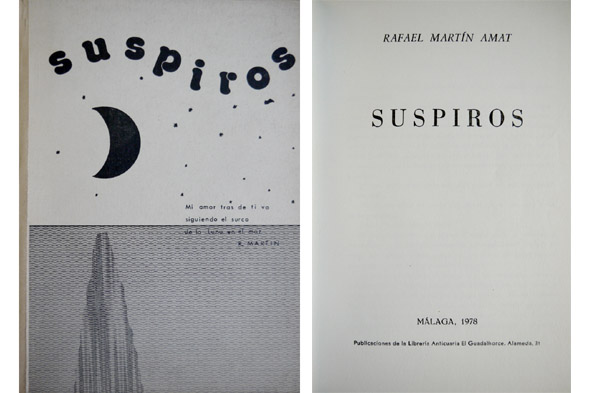 suspiros
Mi amor tras de ti va
siguiendo el surco
de la luna en el mar
R. MARTIN
RAFAEL MARTÍN AMAT
SUSPIROS
MÁLAGA, 1978
Publicaciones de la Librería Anticuaria El Guadalhorce. Alameda, 31